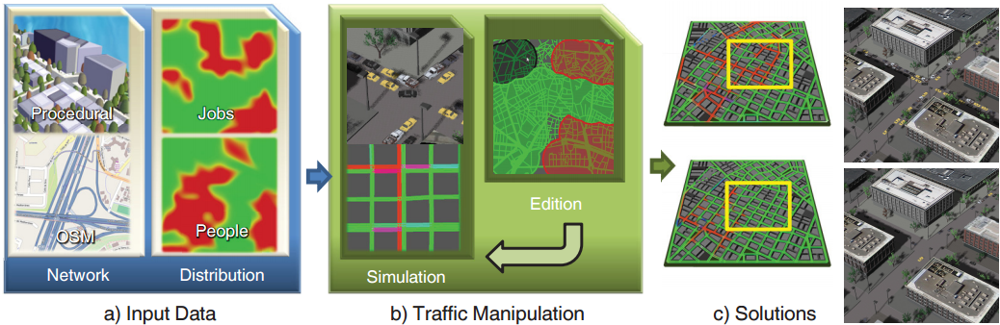 Procedural
OSM
Network
Jobs
People
Distribution
a) Input Data
Simulation
Edition
b) Traffic Manipulation
c) Solutions